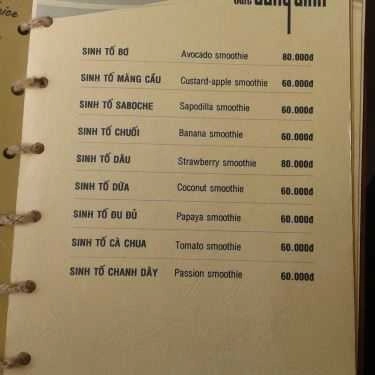 SINH TỐ BƠ Avocado smoothie 80.000đ
SINH TỐ MÃNG CẦU Custard-apple smoothie 60.000đ
SINH TỐ SABOCHE Sapodilla smoothie 60.000đ
SINH TỐ CHUỐI Banana smoothie 60.000đ
SINH TỐ DÂU Strawberry smoothie 80.000đ
SINH TỐ DỪA Coconut smoothie 60.000đ
SINH TỐ ĐU ĐỦ Papaya smoothie 60.000đ
SINH TỐ CÀ CHUA Tomato smoothie 60.000đ
SINH TỐ CHANH DÂY Passion smoothie 60.000đ